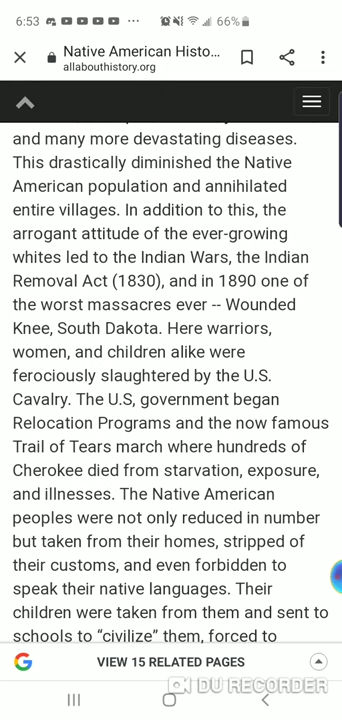 6:53 66%
Native American Histo...
allabouthistory.org
and many more devastating diseases.
This drastically diminished the Native
American population and annihilated
entire villages. In addition to this, the
arrogant attitude of the ever-growing
whites led to the Indian Wars, the Indian
Removal Act (1830), and in 1890 one of
the worst massacres ever -- Wounded
Knee, South Dakota. Here warriors,
women, and children alike were
ferociously slaughtered by the U.S.
Cavalry. The U.S, government began
Relocation Programs and the now famous
Trail of Tears march where hundreds of
Cherokee died from starvation, exposure,
and illnesses. The Native American
peoples were not only reduced in number
but taken from their homes, stripped of
their customs, and even forbidden to
speak their native languages. Their
children were taken from them and sent to
schools to “civilize” them, forced to
VIEW 15 RELATED PAGES
DU RECORDER